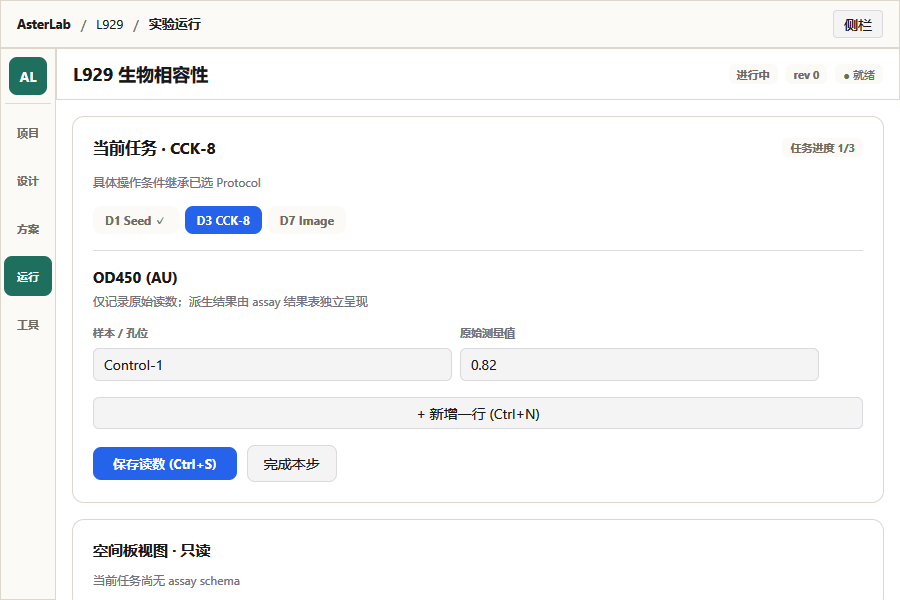 AsterLab / L929 / 实验运行
侧栏
AL
L929 生物相容性
进行中
rev 0
● 就绪
项目
设计
方案
运行
工具
当前任务 · CCK-8
任务进度 1/3
具体操作条件继承已选 Protocol
D1 Seed ✓
D3 CCK-8
D7 Image
OD450 (AU)
仅记录原始读数；派生结果由 assay 结果表独立呈现
样本 / 孔位
原始测量值
Control-1
0.82
+ 新增一行 (Ctrl+N)
保存读数 (Ctrl+S)
完成本步
空间板视图 · 只读
当前任务尚无 assay schema